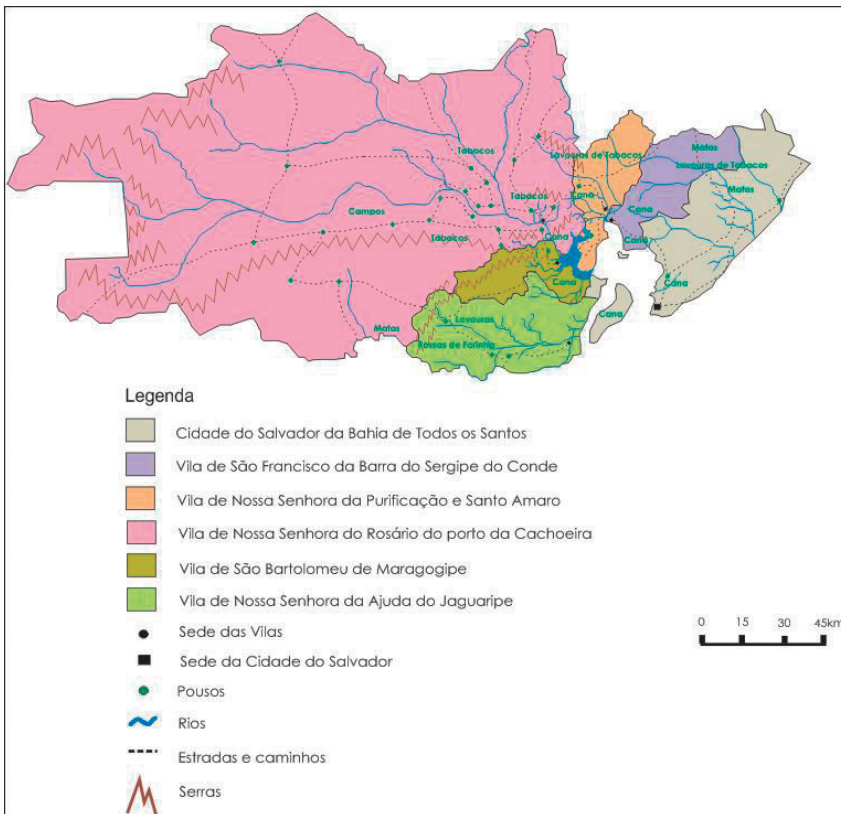 Matos
Lavouras de Tabacos
Tabacos
Lavouras de Tabacos
Matos
Tabacos
Cana
Cana
Campos
Tabacos
Cana
Cana
Cana
Cana
Cana
Lavouras
Matos
Rossas de Farinha
Legenda
Cidade do Salvador da Bahia de Todos os Santos
Vila de São Francisco da Barra do Sergipe do Conde
Vila de Nossa Senhora da Purificação e Santo Amaro
Vila de Nossa Senhora do Rosário do porto da Cachoeira
Vila de São Bartolomeu de Maragogipe
Vila de Nossa Senhora da Ajuda do Jaguaripe
Sede das Vilas
0 15 30 45km
Sede da Cidade do Salvador
Pousos
Rios
Estradas e caminhos
Serras